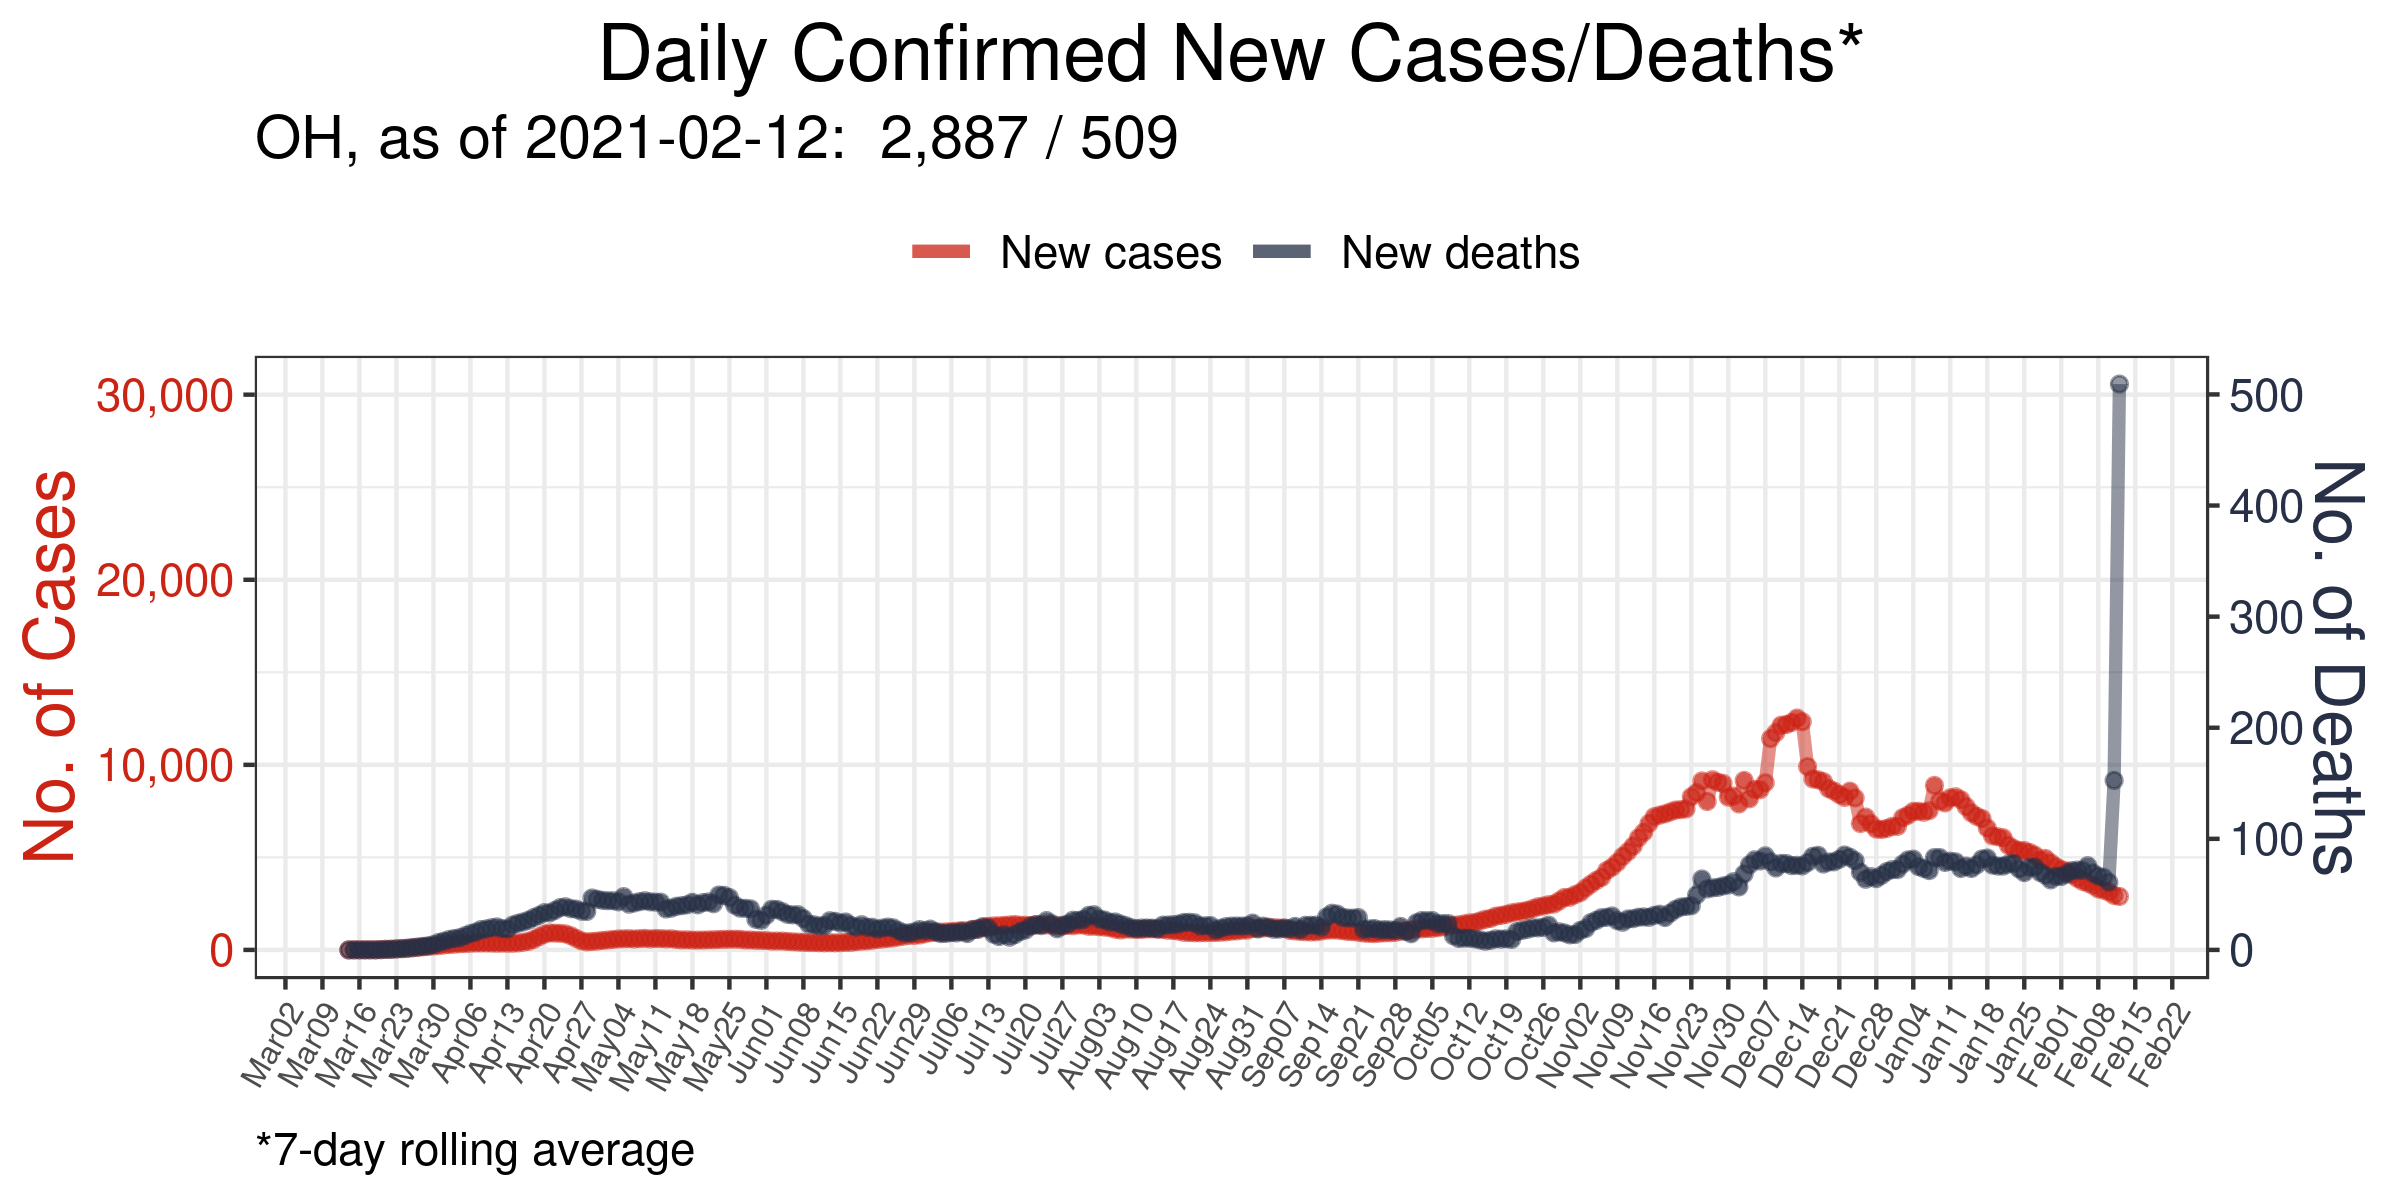 Daily Confirmed New Cases/Deaths*
OH, as of 2021-02-12:  2,887 / 509
New cases
New deaths
No. of Cases
30,000
20,000
10,000
0
500
400
300
200
100
0
No. of Deaths
Mar02
Mar09
Mar16
Mar23
Mar30
Apr06
Apr13
Apr20
Apr27
May04
May11
May18
May25
Jun01
Jun08
Jun15
Jun22
Jun29
Jul06
Jul13
Jul20
Jul27
Aug03
Aug10
Aug17
Aug24
Aug31
Sep07
Sep14
Sep21
Sep28
Oct05
Oct12
Oct19
Oct26
Nov02
Nov09
Nov16
Nov23
Nov30
Dec07
Dec14
Dec21
Dec28
Jan04
Jan11
Jan18
Jan25
Feb01
Feb08
Feb15
Feb22
*7-day rolling average